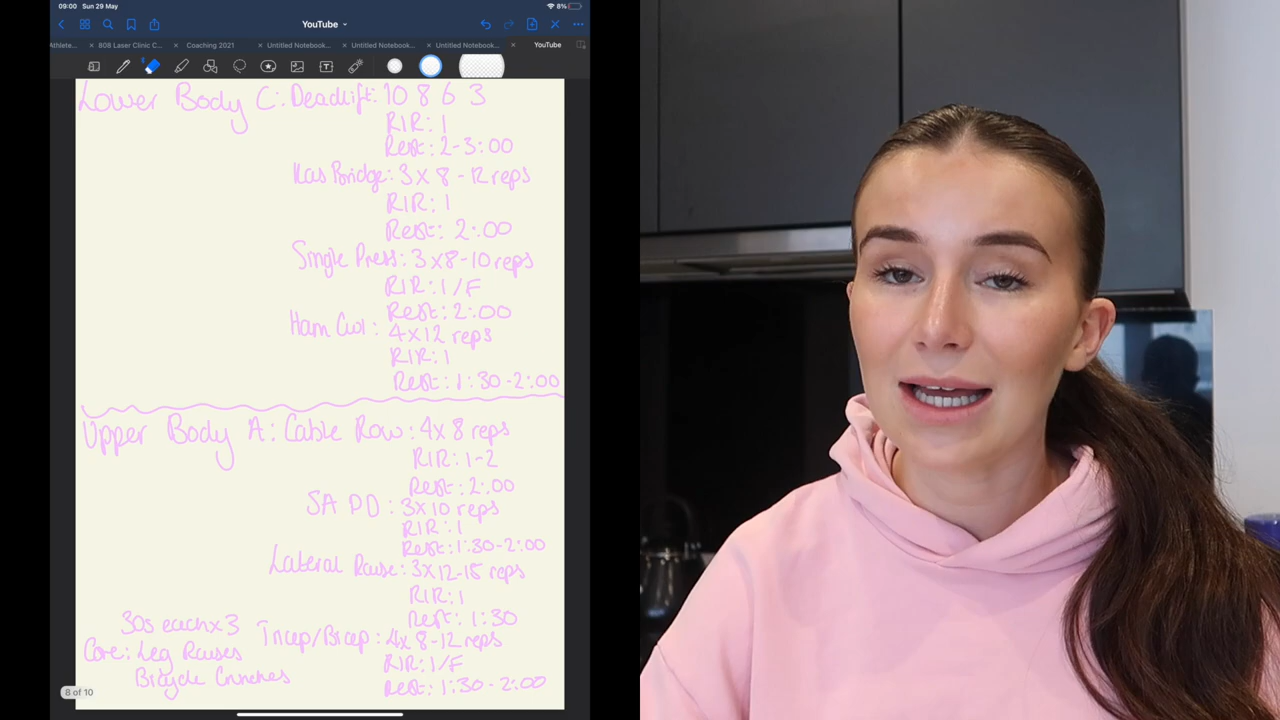 09:00 Sun 29 May
8%
YouTube
Athlete...
808 Laser Clinic C...
Coaching 2021
Untitled Notebook...
Untitled Notebook...
Untitled Notebook...
YouTube
Lower Body C: Deadlift: 10 8 6 3
RIR: 1
Rest: 2-3:00
Kas Bridge: 3 x 8 - 12 reps
RIR: 1
Rest: 2:00
Single Press: 3 x 8-10 reps
RIR: 1/F
Rest: 2:00
Ham Curl: 4 x 12 reps
RIR: 1
Rest: 1:30-2:00
Upper Body A: Cable Row: 4x 8 reps
RIR: 1-2
Rest: 2:00
SA PD: 3x10 reps
RIR: 1
Rest: 1:30-2:00
Lateral Raise: 3x12-15 reps
RIR: 1
Rest: 1:30
Tricep/Bicep: 4x 8-12 reps
RIR: 1/F
Rest: 1:30-2:00
30s each x 3
Core: Leg Raises
Bicycle Crunches
8 of 10